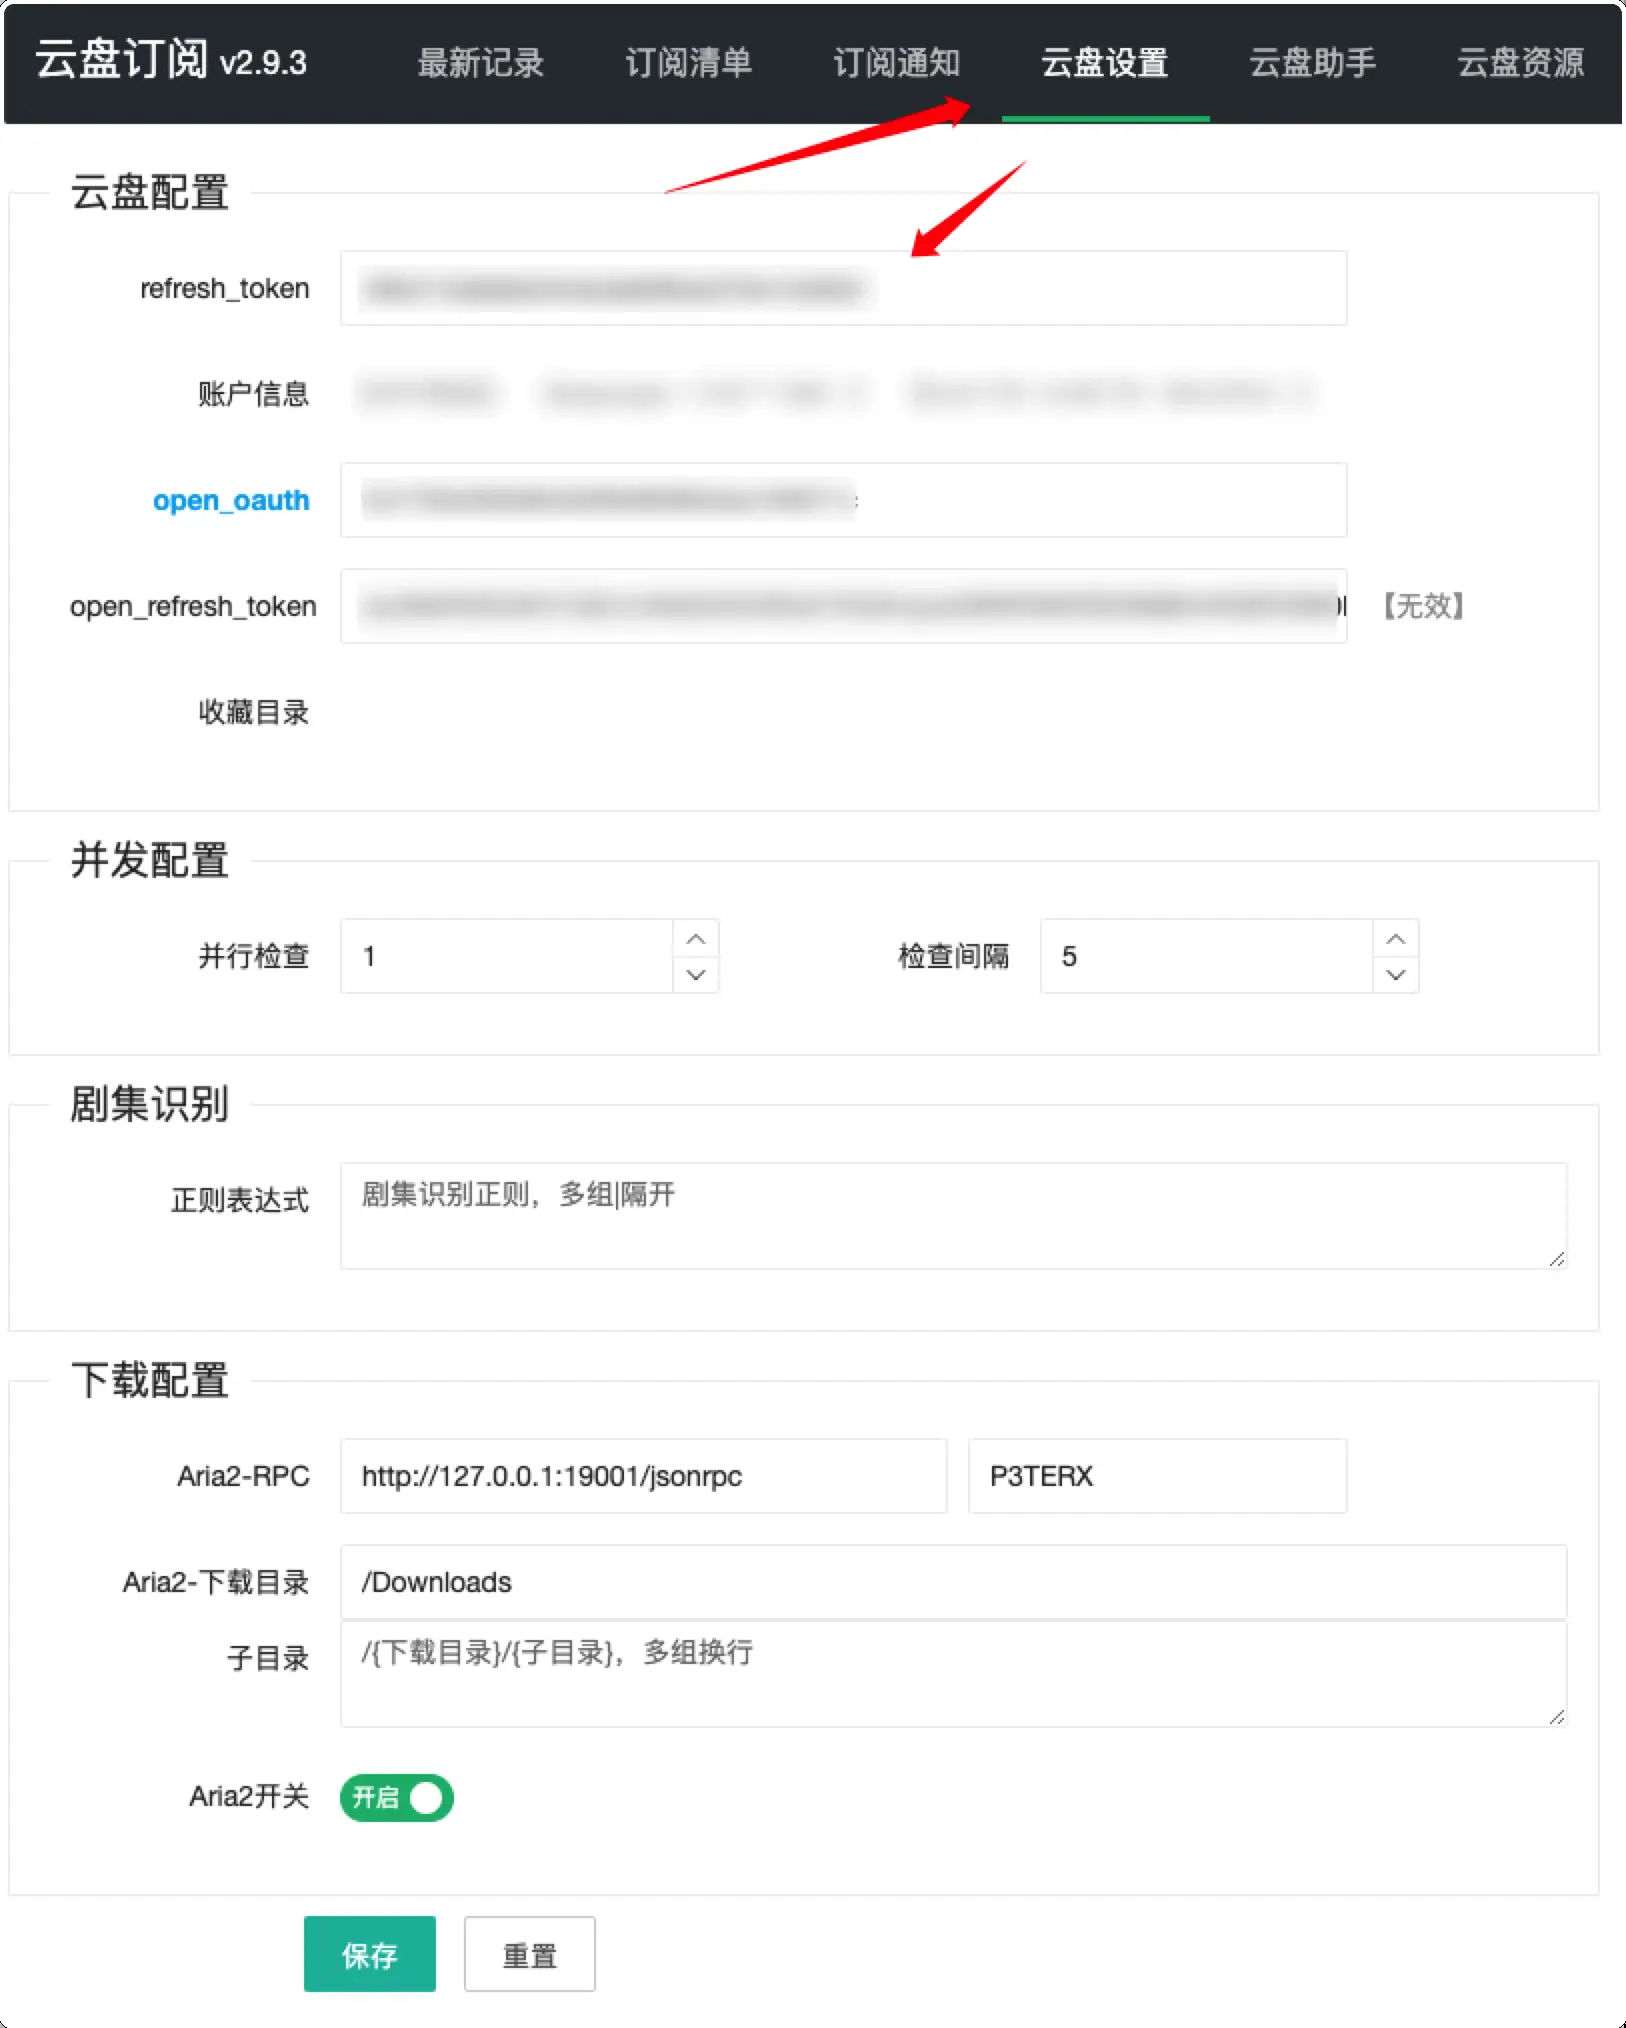 云盘订阅 v2.9.3 最新记录 订阅清单 订阅通知 云盘设置 云盘助手 云盘资源
云盘配置
refresh_token
账户信息
open_oauth
open_refresh_token 【无效】
收藏目录
并发配置
并行检查 1 检查间隔 5
剧集识别
正则表达式 剧集识别正则，多组|隔开
下载配置
Aria2-RPC http://127.0.0.1:19001/jsonrpc P3TERX
Aria2-下载目录 /Downloads
子目录 /{下载目录}/{子目录}，多组换行
Aria2开关 开启
保存 重置